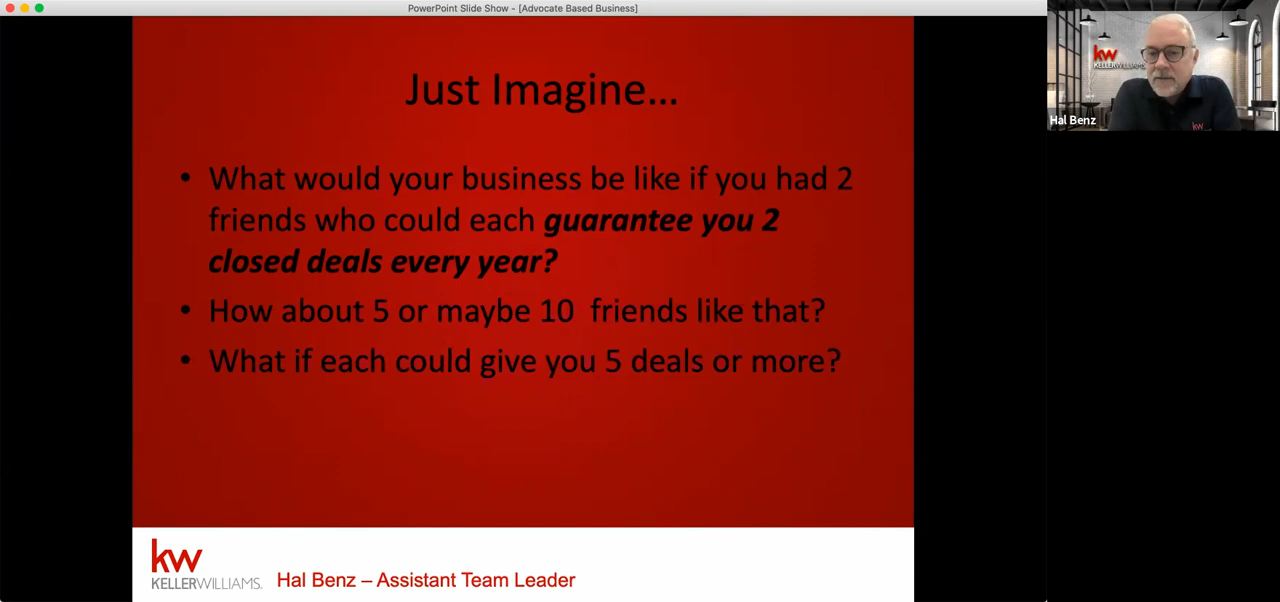 PowerPoint Slide Show - [Advocate Based Business]
Just Imagine...
• What would your business be like if you had 2
friends who could each guarantee you 2
closed deals every year?
• How about 5 or maybe 10  friends like that?
• What if each could give you 5 deals or more?
kw
KELLERWILLIAMS.
Hal Benz – Assistant Team Leader
kw
KELLERWILLIAMS
Hal Benz
kw